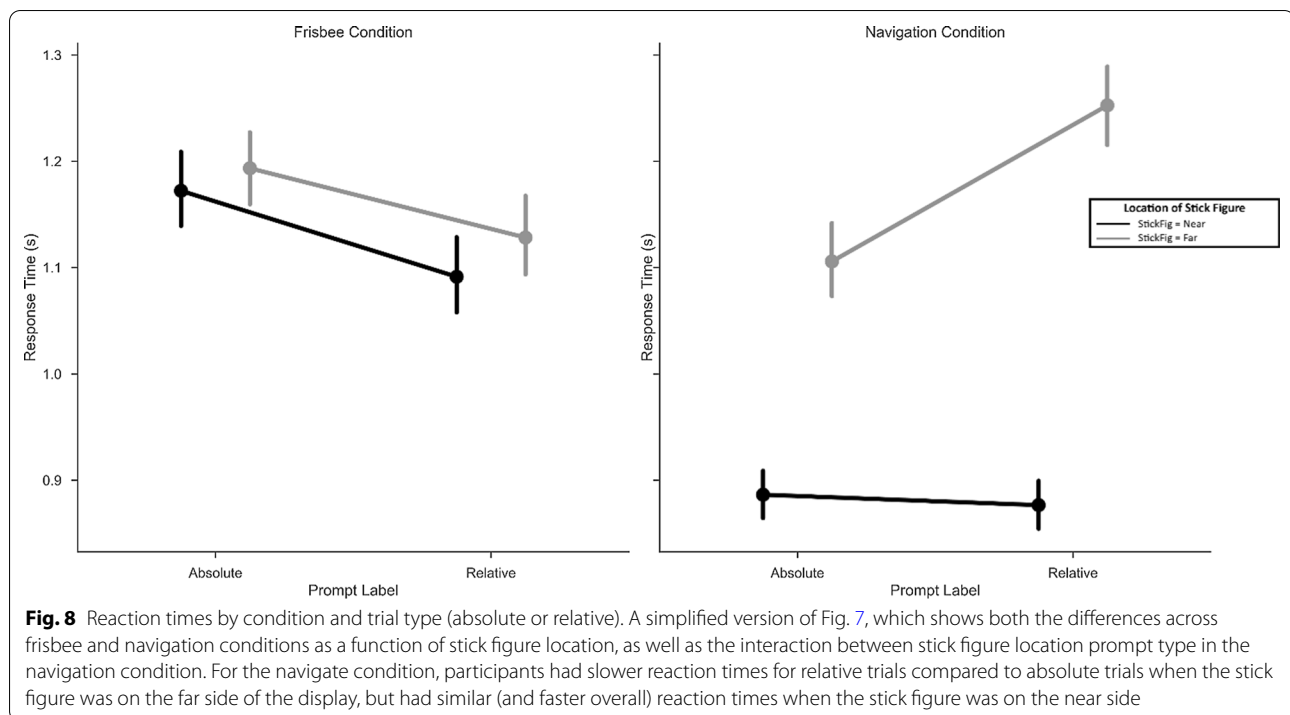 Frisbee Condition
1.3
1.2
1.1
1.0
0.9
Response Time (s)
Absolute
Relative
Prompt Label
Navigation Condition
Response Time (s)
Location of Stick Figure
StickFig = Near
StickFig = Far
Absolute
Relative
Prompt Label
Fig. 8 Reaction times by condition and trial type (absolute or relative). A simplified version of Fig. 7, which shows both the differences across
frisbee and navigation conditions as a function of stick figure location, as well as the interaction between stick figure location prompt type in the
navigation condition. For the navigate condition, participants had slower reaction times for relative trials compared to absolute trials when the stick
figure was on the far side of the display, but had similar (and faster overall) reaction times when the stick figure was on the near side